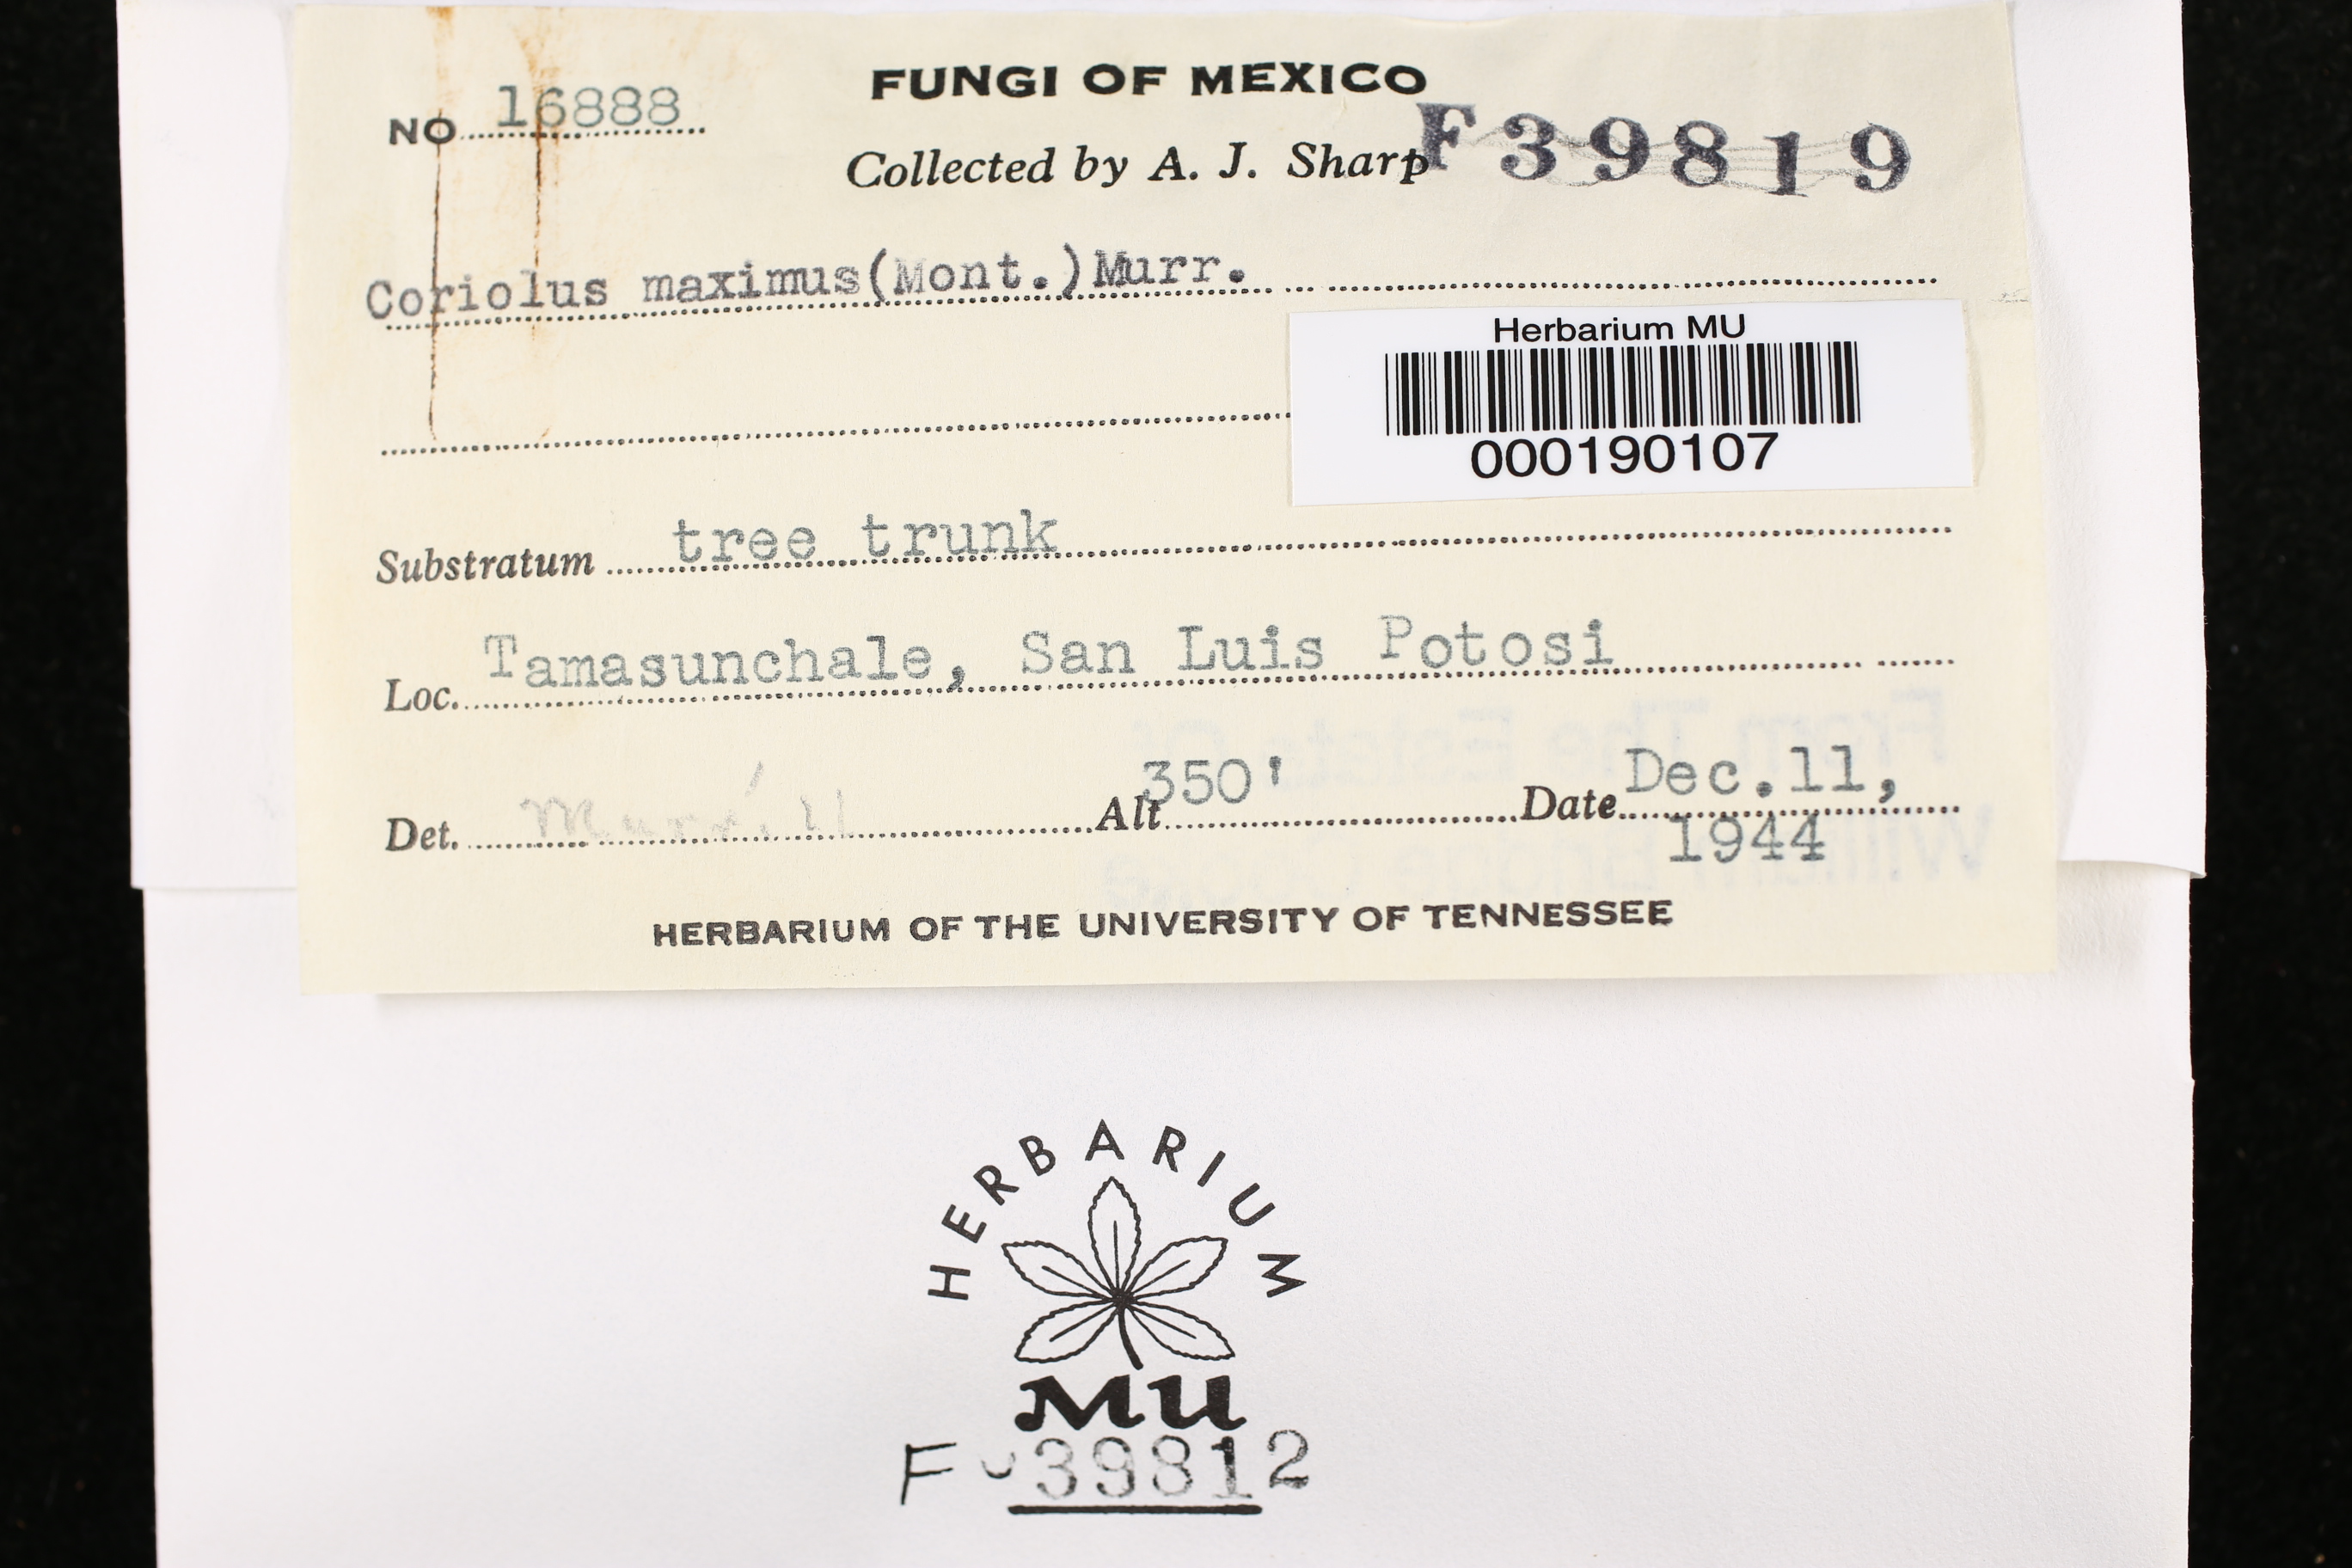 FUNGI OF MEXICO
NO 16888
F39819
Collected by A. J. Sharp
Coriolus maximus(Mont.)Murr.
Herbarium MU
000190107
Substratum tree trunk
Loc. Tamasunchale, San Luis Potosi
Det. Murrill Alt 350' Date Dec.11,
1944
HERBARIUM OF THE UNIVERSITY OF TENNESSEE
HERBARIUM
MU
F 39812